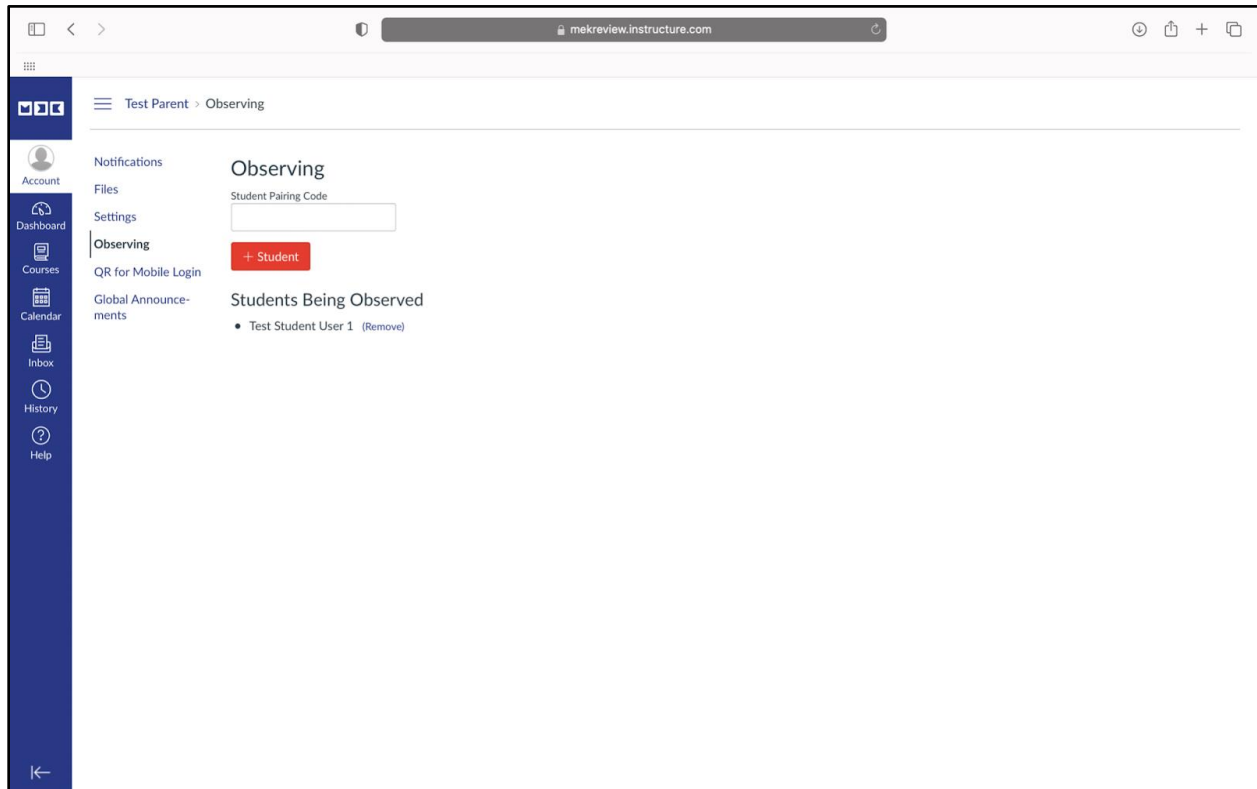 mekreview.instructure.com
MEK
Test Parent > Observing
Account
Dashboard
Courses
Calendar
Inbox
History
Help
Notifications
Files
Settings
Observing
QR for Mobile Login
Global Announce-
ments
Observing
Student Pairing Code
+ Student
Students Being Observed
• Test Student User 1 (Remove)